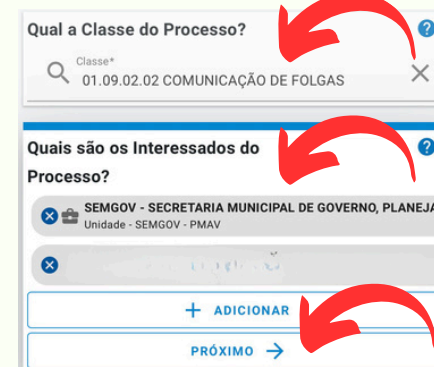 Qual a Classe do Processo?
Classe*
01.09.02.02 COMUNICAÇÃO DE FOLGAS
Quais são os Interessados do
Processo?
SEMGOV - SECRETARIA MUNICIPAL DE GOVERNO, PLANEJA
Unidade - SEMGOV - PMAV
+ ADICIONAR
PRÓXIMO →